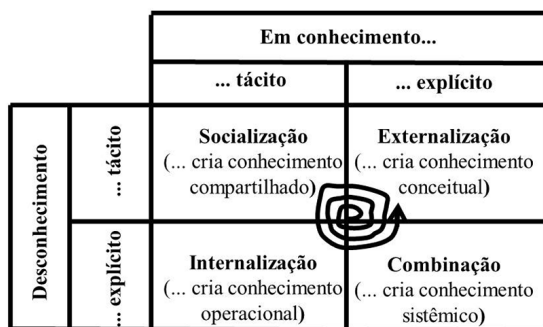 Em conhecimento...
... tácito
... explícito
Desconhecimento
... tácito
Socialização
(... cria conhecimento
compartilhado)
Externalização
(... cria conhecimento
conceitual)
... explícito
Internalização
(... cria conhecimento
operacional)
Combinação
(... cria conhecimento
sistêmico)